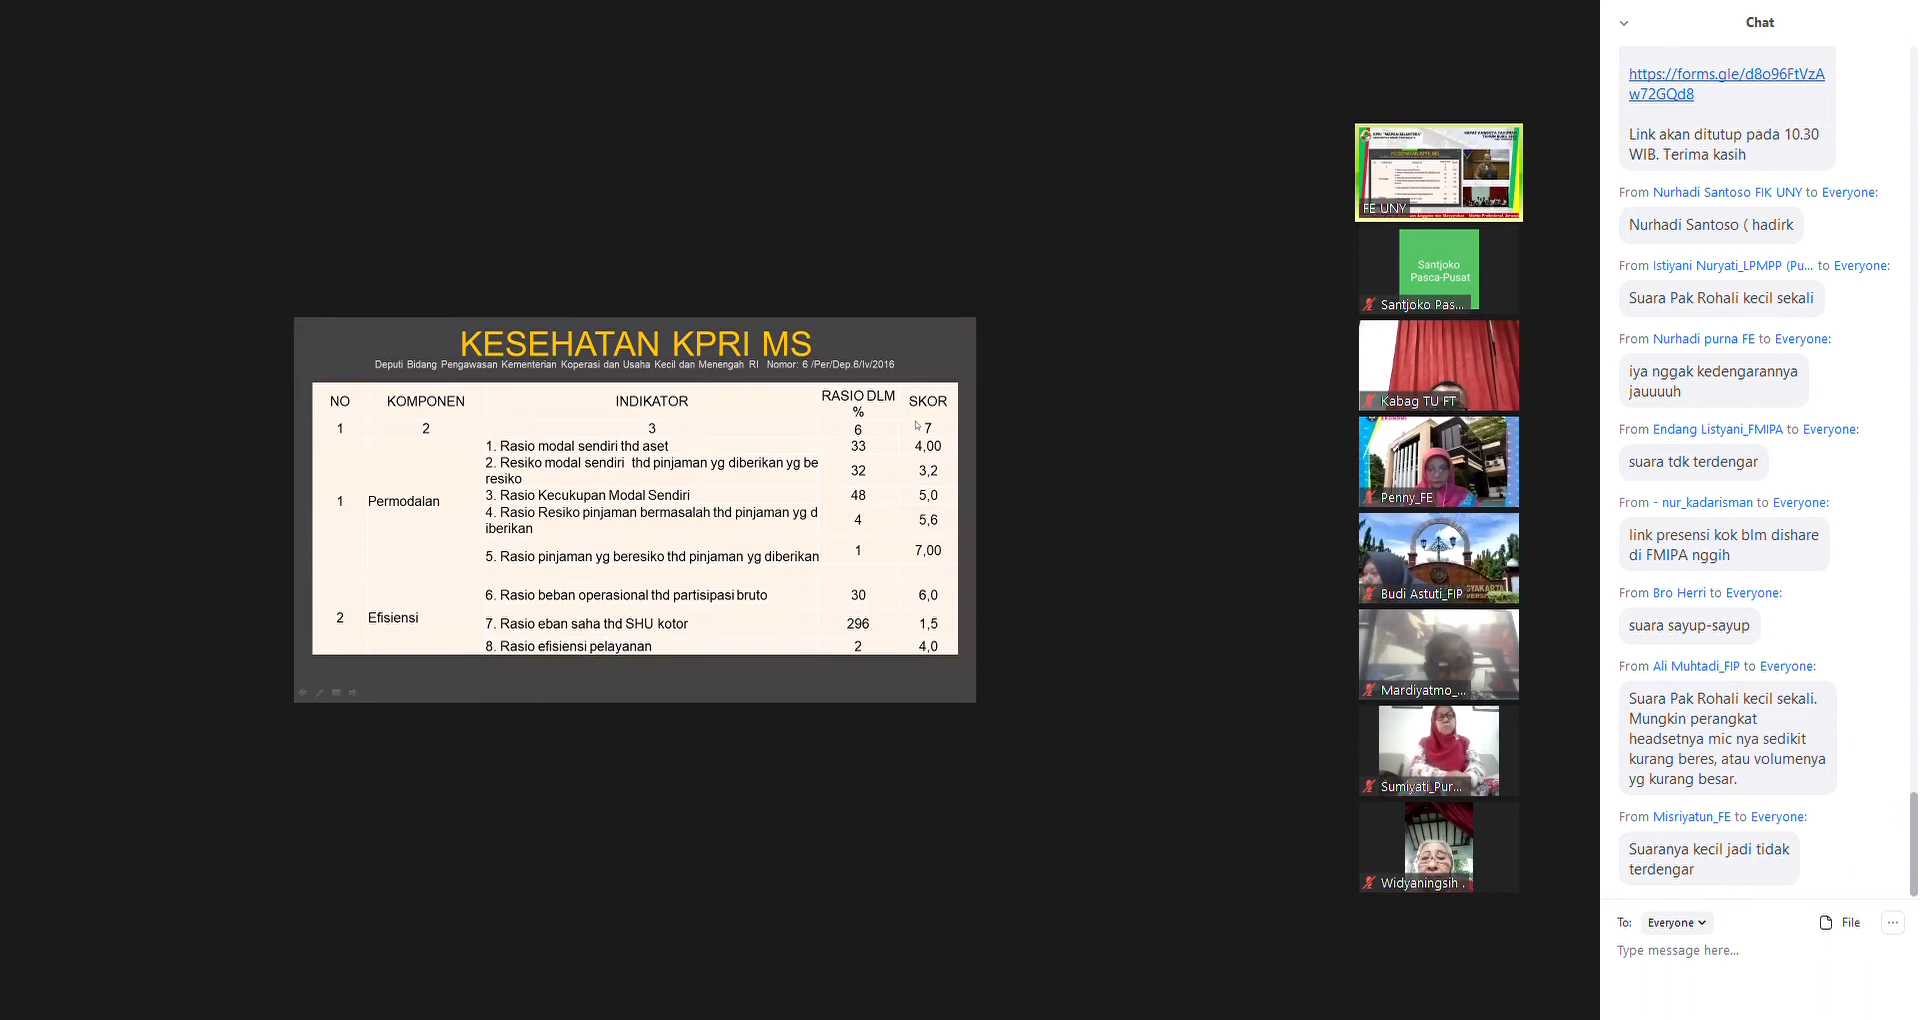 KESEHATAN KPRI MS
Deputi Bidang Pengawasan Kementerian Koperasi dan Usaha Kecil dan Menengah RI Nomor: 6 /Per/Dep.6/Iv/2016
NO KOMPONEN INDIKATOR RASIO DLM % SKOR
1 2 3 6 7
1 Permodalan
1. Rasio modal sendiri thd aset 33 4,00
2. Resiko modal sendiri thd pinjaman yg diberikan yg be
resiko 32 3,2
3. Rasio Kecukupan Modal Sendiri 48 5,0
4. Rasio Resiko pinjaman bermasalah thd pinjaman yg d
iberikan 4 5,6
5. Rasio pinjaman yg beresiko thd pinjaman yg diberikan 1 7,00
2 Efisiensi
6. Rasio beban operasional thd partisipasi bruto 30 6,0
7. Rasio eban saha thd SHU kotor 296 1,5
8. Rasio efisiensi pelayanan 2 4,0
KESEHATAN KPRI MS
FE UNY
Santjoko
Pasca-Pusat
Santjoko Pas...
Kabag TU FT
Penny_FE
Budi Astuti_FIP
Mardiyatmo_...
Sumiyati_Pur...
Widyaningsih .
Chat
https://forms.gle/d8o96FtVzA
w72GQd8
Link akan ditutup pada 10.30
WIB. Terima kasih
From Nurhadi Santoso FIK UNY to Everyone:
Nurhadi Santoso ( hadirk
From Istiyani Nuryati_LPMPP (Pu... to Everyone:
Suara Pak Rohali kecil sekali
From Nurhadi purna FE to Everyone:
iya nggak kedengarannya
jauuuuh
From Endang Listyani_FMIPA to Everyone:
suara tdk terdengar
From - nur_kadarisman to Everyone:
link presensi kok blm dishare
di FMIPA nggih
From Bro Herri to Everyone:
suara sayup-sayup
From Ali Muhtadi_FIP to Everyone:
Suara Pak Rohali kecil sekali.
Mungkin perangkat
headsetnya mic nya sedikit
kurang beres, atau volumenya
yg kurang besar.
From Misriyatun_FE to Everyone:
Suaranya kecil jadi tidak
terdengar
To: Everyone File ...
Type message here...